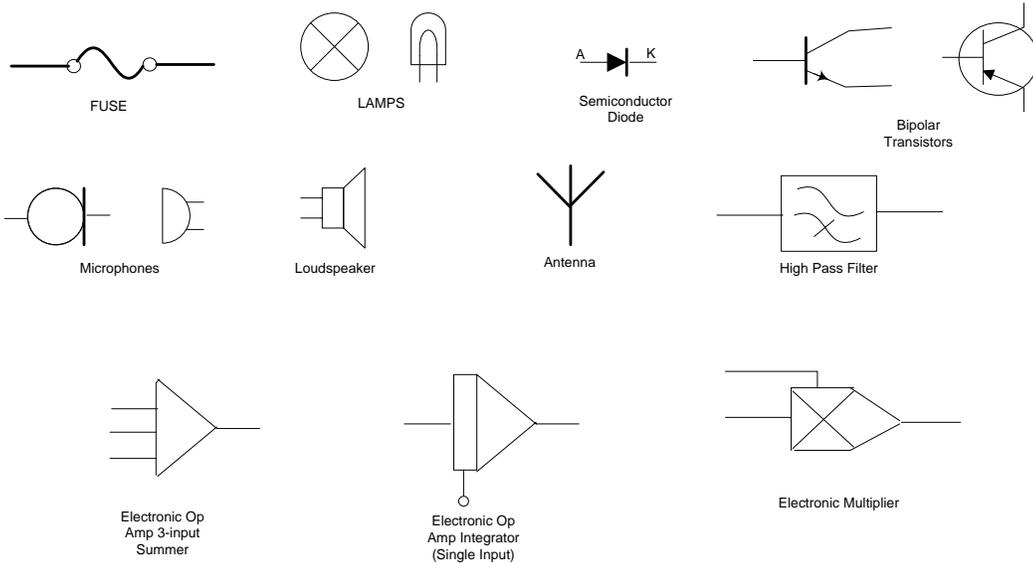 FUSE
LAMPS
A
K
Semiconductor
Diode
Bipolar
Transistors
Microphones
Loudspeaker
Antenna
High Pass Filter
Electronic Op
Amp 3-input
Summer
Electronic Op
Amp Integrator
(Single Input)
Electronic Multiplier